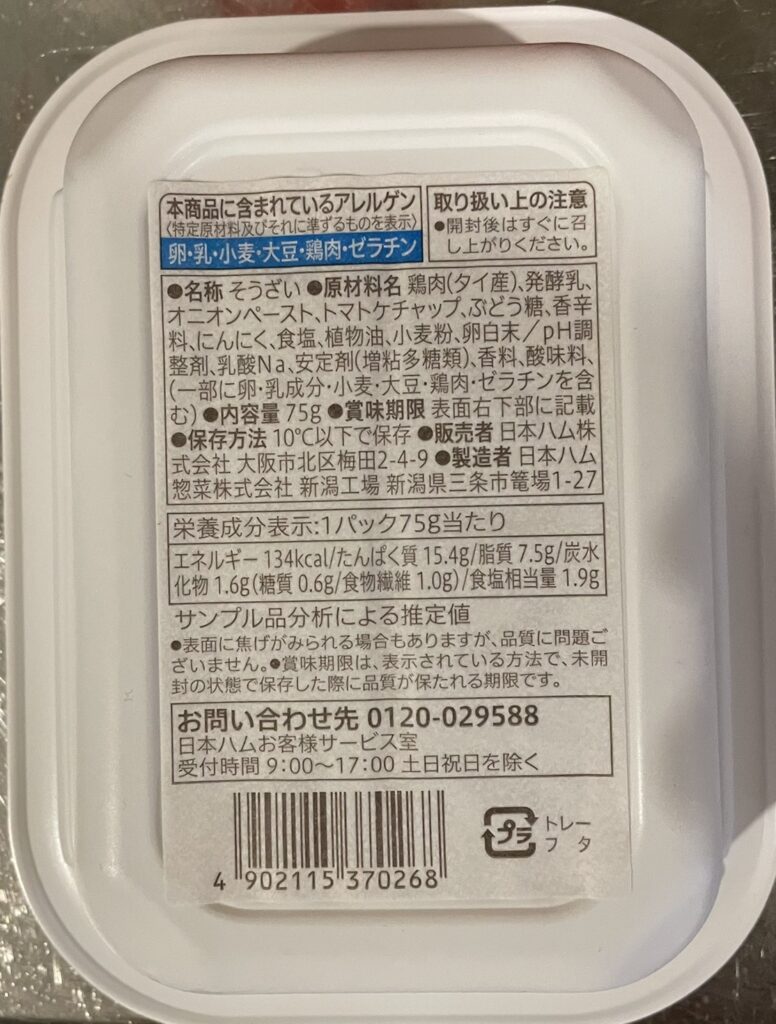 本商品に含まれているアレルゲン
〈特定原材料及びそれに準ずるものを表示〉
卵・乳・小麦・大豆・鶏肉・ゼラチン
取り扱い上の注意
●開封後はすぐに召
し上がりください。
●名称 そうざい ●原材料名 鶏肉(タイ産)、発酵乳、
オニオンペースト、トマトケチャップ、ぶどう糖、香辛
料、にんにく、食塩、植物油、小麦粉、卵白末／pH調
整剤、乳酸Na、安定剤(増粘多糖類)、香料、酸味料、
(一部に卵・乳成分・小麦・大豆・鶏肉・ゼラチンを含
む) ●内容量 75g ●賞味期限 表面右下部に記載
●保存方法 10℃以下で保存 ●販売者 日本ハム株
式会社 大阪市北区梅田2-4-9 ●製造者 日本ハム
惣菜株式会社 新潟工場 新潟県三条市篭場1-27
栄養成分表示:1パック75g当たり
エネルギー 134kcal/たんぱく質 15.4g/脂質 7.5g/炭水
化物 1.6g(糖質 0.6g/食物繊維 1.0g)/食塩相当量 1.9g
サンプル品分析による推定値
●表面に焦げがみられる場合もありますが、品質に問題ご
ざいません。●賞味期限は、表示されている方法で、未開
封の状態で保存した際に品質が保たれる期限です。
お問い合わせ先 0120-029588
日本ハムお客様サービス室
受付時間 9:00〜17:00 土日祝日を除く
4 902115 370268
プラ
トレー
フタ